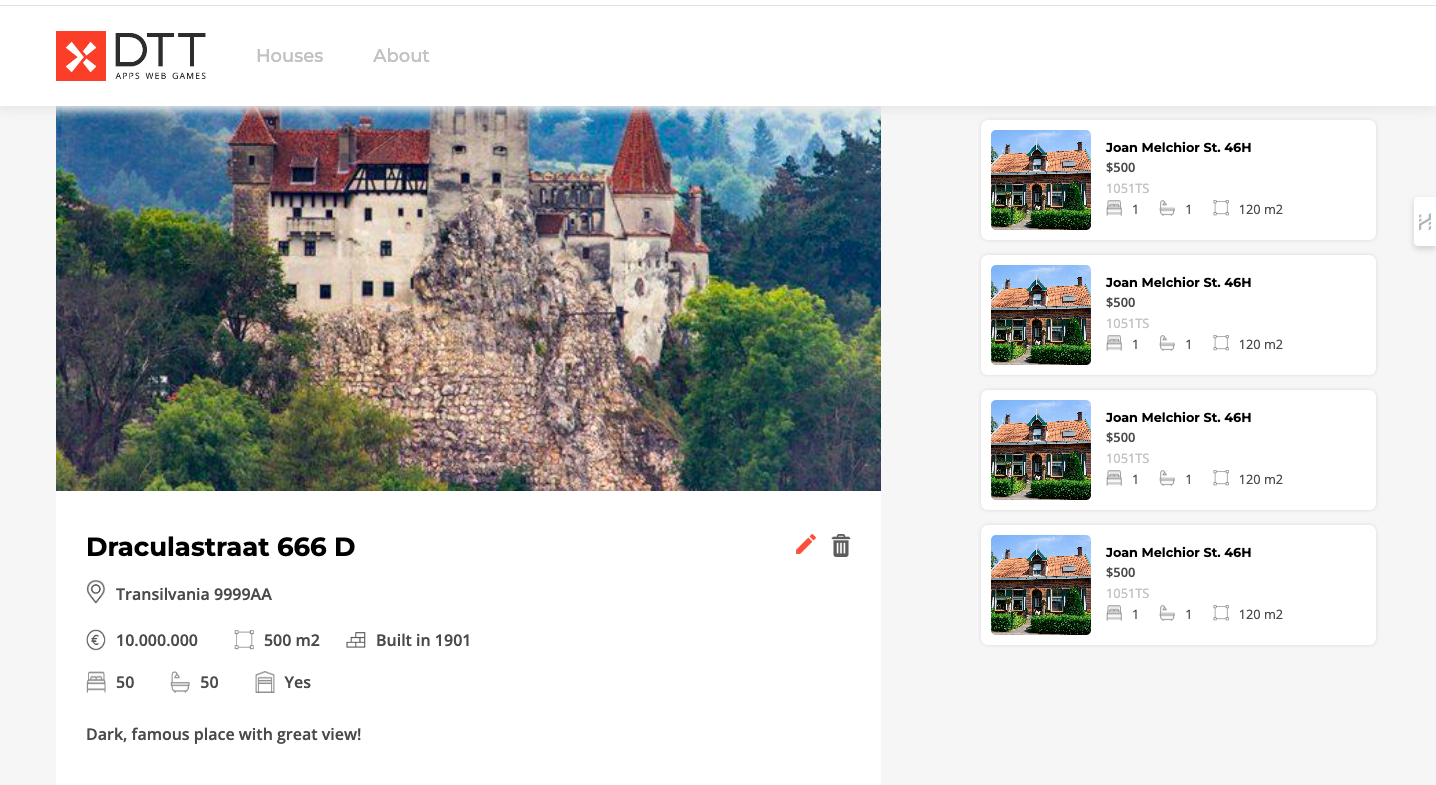 DTT
APPS WEB GAMES
Houses
About
Draculastraat 666 D
Transilvania 9999AA
€ 10.000.000 500 m2 Built in 1901
50 50 Yes
Dark, famous place with great view!
Joan Melchior St. 46H
$500
1051TS
1 1 120 m2
Joan Melchior St. 46H
$500
1051TS
1 1 120 m2
Joan Melchior St. 46H
$500
1051TS
1 1 120 m2
Joan Melchior St. 46H
$500
1051TS
1 1 120 m2